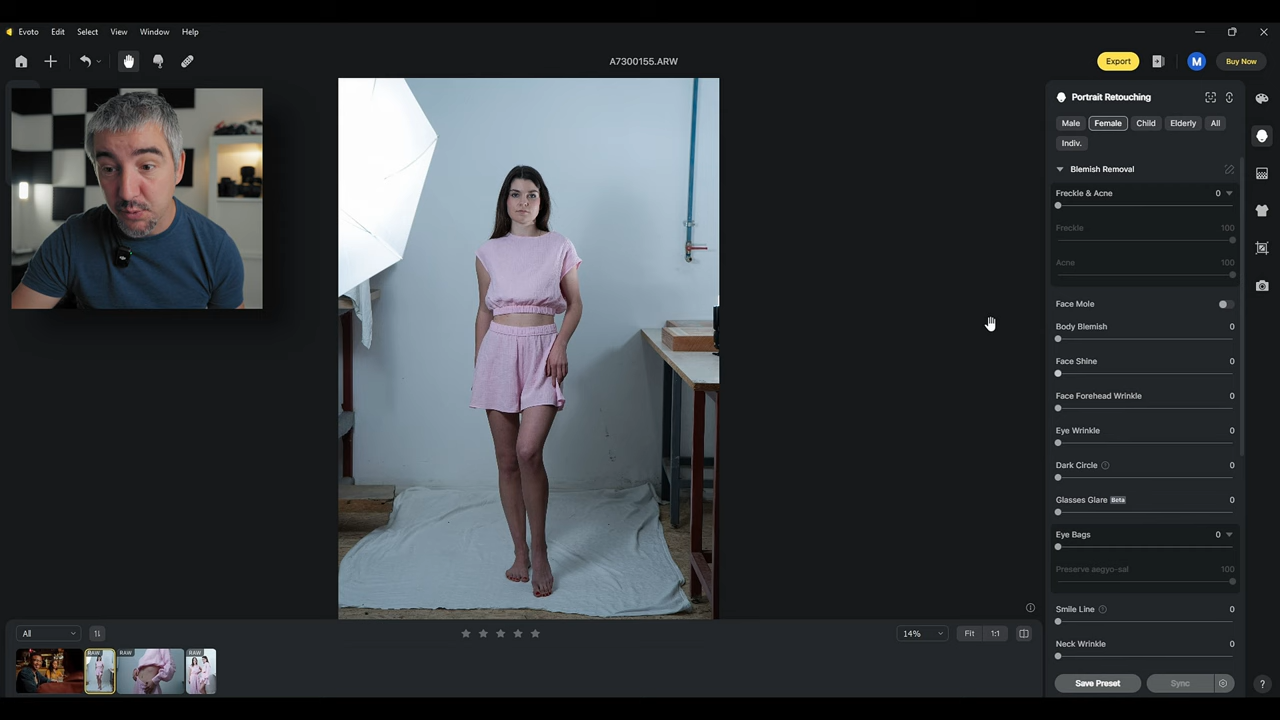 Evoto Edit Select View Window Help
A7300155.ARW
Export
M
Buy Now
Portrait Retouching
Male Female Child Elderly All
Indiv.
Blemish Removal
Freckle & Acne 0
Freckle 100
Acne 100
Face Mole
Body Blemish 0
Face Shine 0
Face Forehead Wrinkle 0
Eye Wrinkle 0
Dark Circle ? 0
Glasses Glare Beta 0
Eye Bags 0
Preserve aegyo-sal 100
Smile Line ? 0
Neck Wrinkle 0
Save Preset Sync
All
14% Fit 1:1
RAW RAW RAW
?